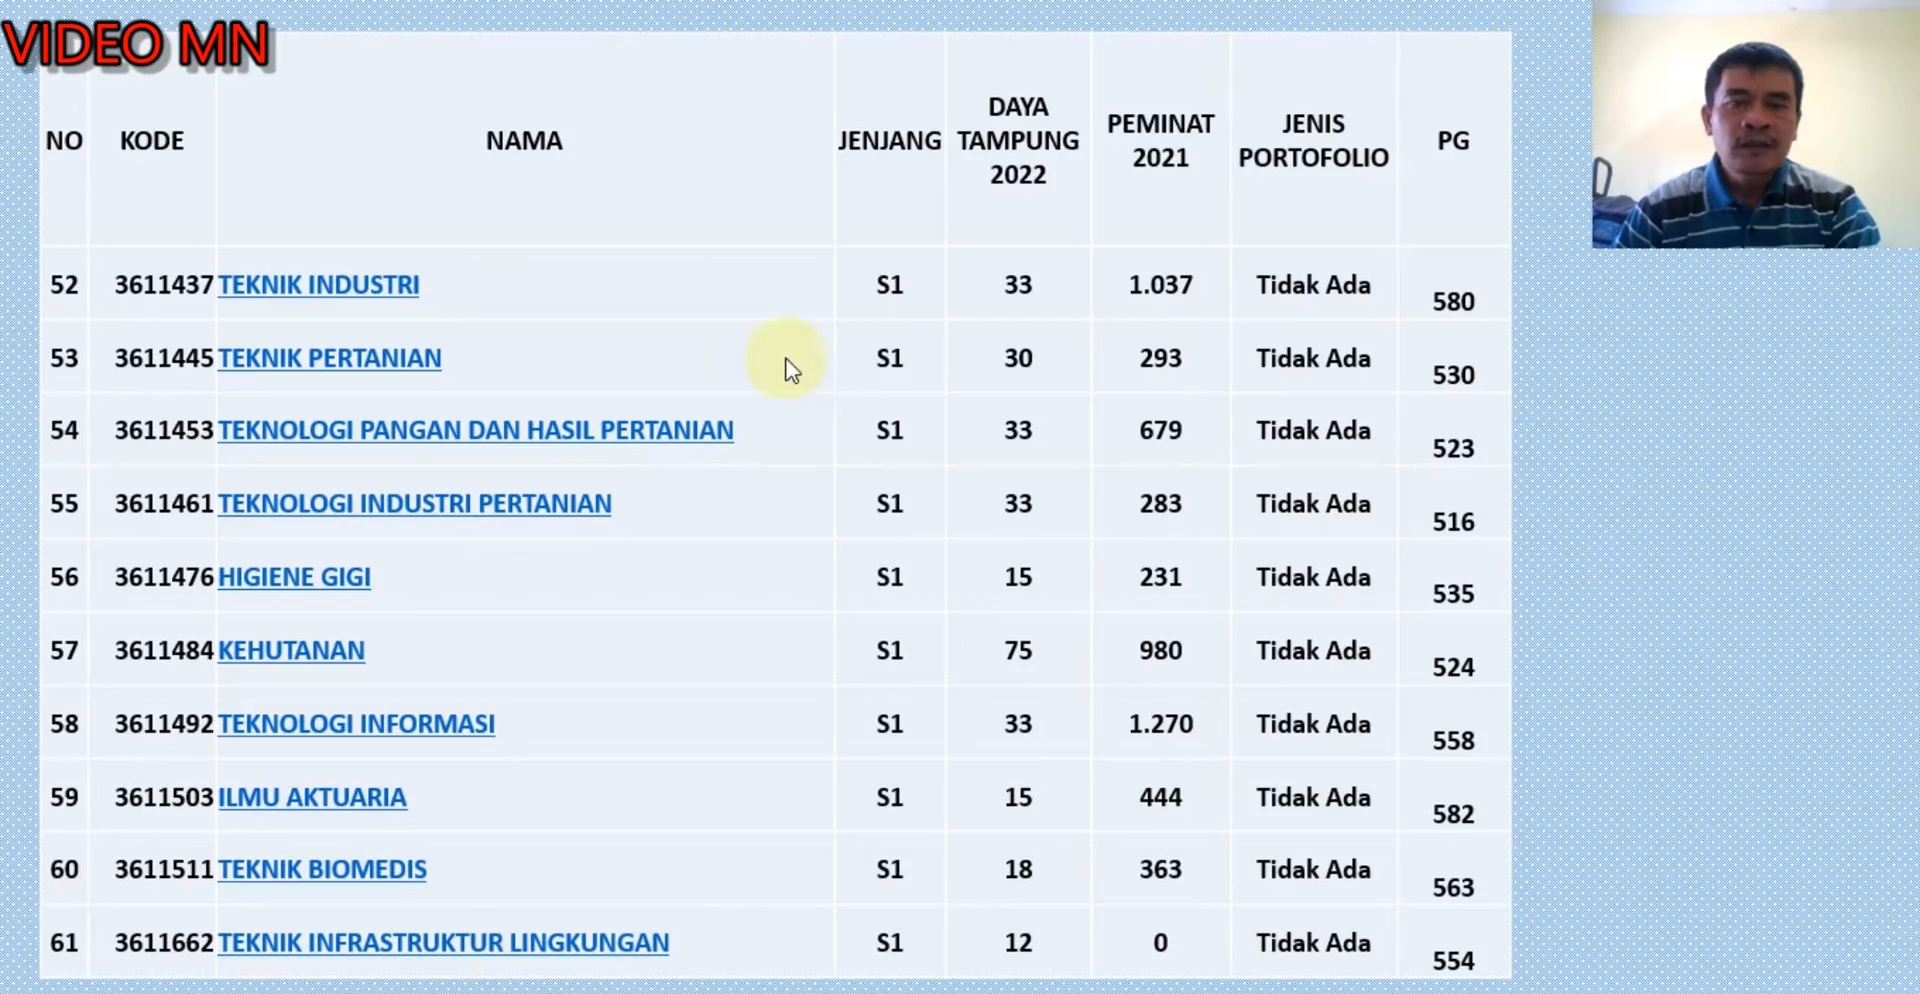 VIDEO MN
NO KODE NAMA JENJANG DAYA TAMPUNG 2022 PEMINAT 2021 JENIS PORTOFOLIO PG
52 3611437 TEKNIK INDUSTRI S1 33 1.037 Tidak Ada 580
53 3611445 TEKNIK PERTANIAN S1 30 293 Tidak Ada 530
54 3611453 TEKNOLOGI PANGAN DAN HASIL PERTANIAN S1 33 679 Tidak Ada 523
55 3611461 TEKNOLOGI INDUSTRI PERTANIAN S1 33 283 Tidak Ada 516
56 3611476 HIGIENE GIGI S1 15 231 Tidak Ada 535
57 3611484 KEHUTANAN S1 75 980 Tidak Ada 524
58 3611492 TEKNOLOGI INFORMASI S1 33 1.270 Tidak Ada 558
59 3611503 ILMU AKTUARIA S1 15 444 Tidak Ada 582
60 3611511 TEKNIK BIOMEDIS S1 18 363 Tidak Ada 563
61 3611662 TEKNIK INFRASTRUKTUR LINGKUNGAN S1 12 0 Tidak Ada 554